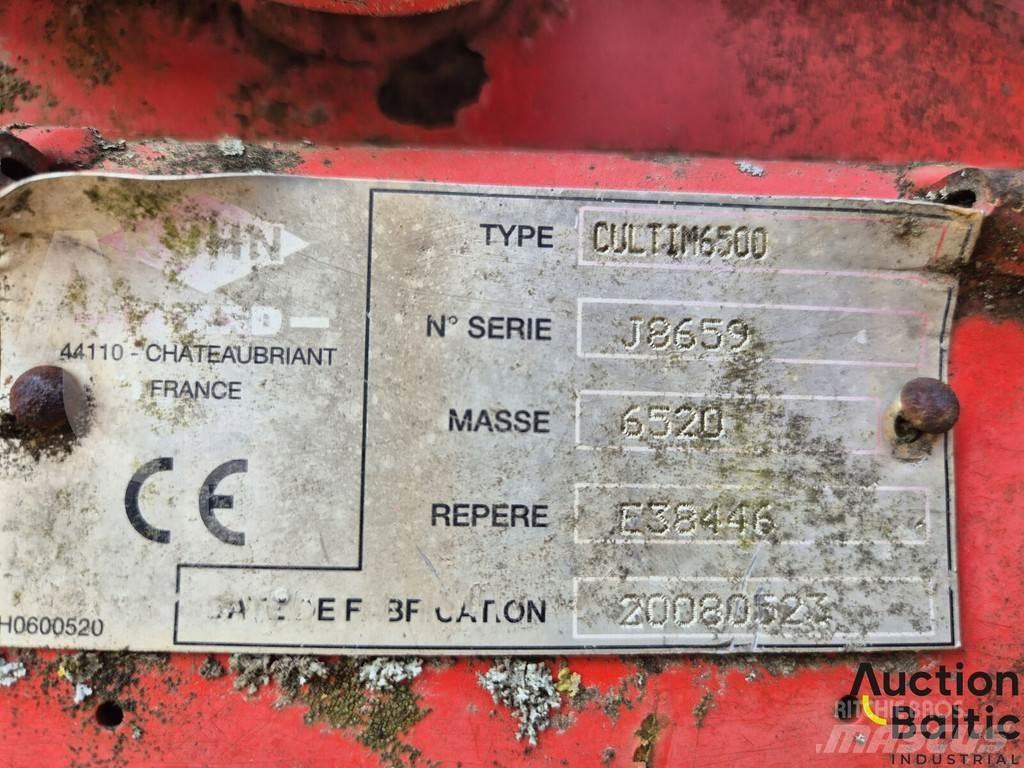 TYPE CULTIM6500
N° SERIE J8659
44110 - CHATEAUBRIANT
FRANCE
MASSE 6520
REPERE E38446
CE
20080523
H0600520
Auction
Baltic
INDUSTRIAL